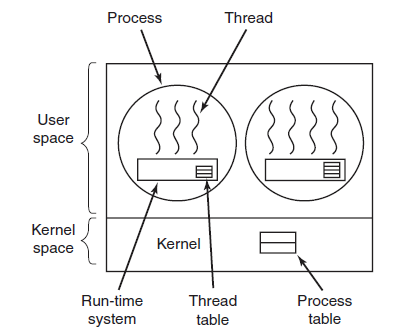 Process
Thread
User
space
Kernel
space
Kernel
Run-time
system
Thread
table
Process
table